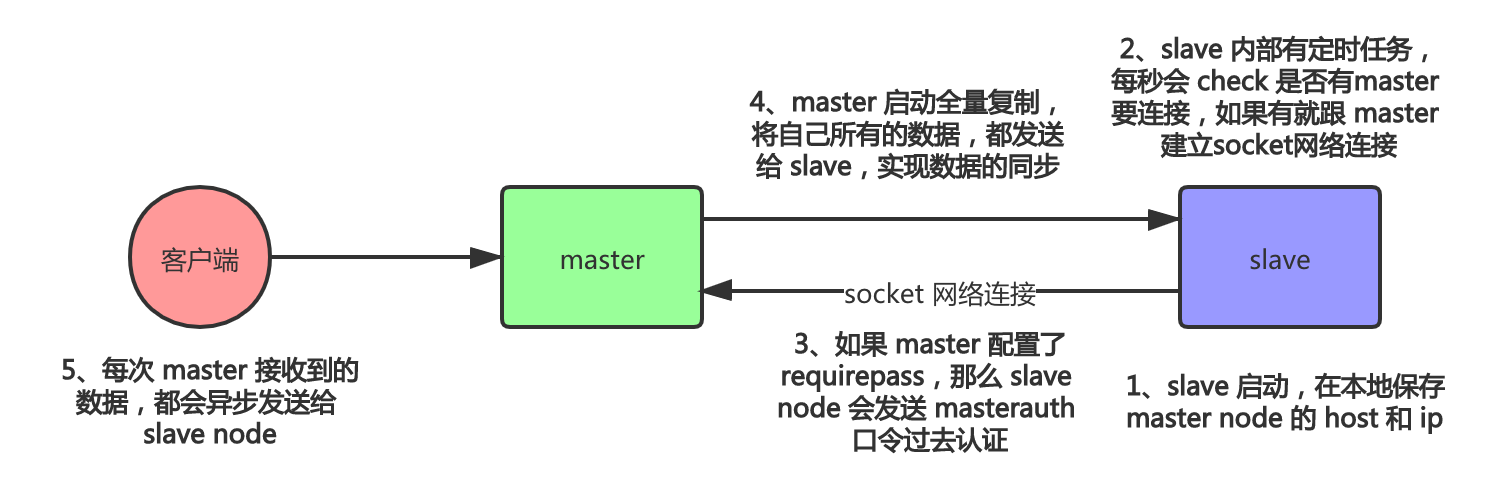 2、slave 内部有定时任务，
每秒会 check 是否有master
要连接，如果有就跟 master
建立socket网络连接
4、master 启动全量复制，
将自己所有的数据，都发送
给 slave，实现数据的同步
客户端
master
slave
socket 网络连接
3、如果 master 配置了
requirepass，那么 slave
node 会发送 masterauth
口令过去认证
5、每次 master 接收到的
数据，都会异步发送给
slave node
1、slave 启动，在本地保存
master node 的 host 和 ip